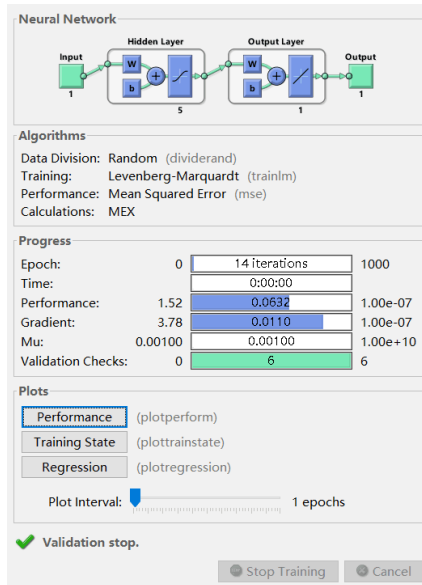 Neural Network
Hidden Layer Output Layer
Input Output
W W
b b
1 1
5 1
Algorithms
Data Division: Random (dividerand)
Training: Levenberg-Marquardt (trainlm)
Performance: Mean Squared Error (mse)
Calculations: MEX
Progress
Epoch: 0 14 iterations 1000
Time: 0:00:00
Performance: 1.52 0.0632 1.00e-07
Gradient: 3.78 0.0110 1.00e-07
Mu: 0.00100 0.00100 1.00e+10
Validation Checks: 0 6 6
Plots
Performance (plotperform)
Training State (plottrainstate)
Regression (plotregression)
Plot Interval: 1 epochs
Validation stop.
Stop Training Cancel